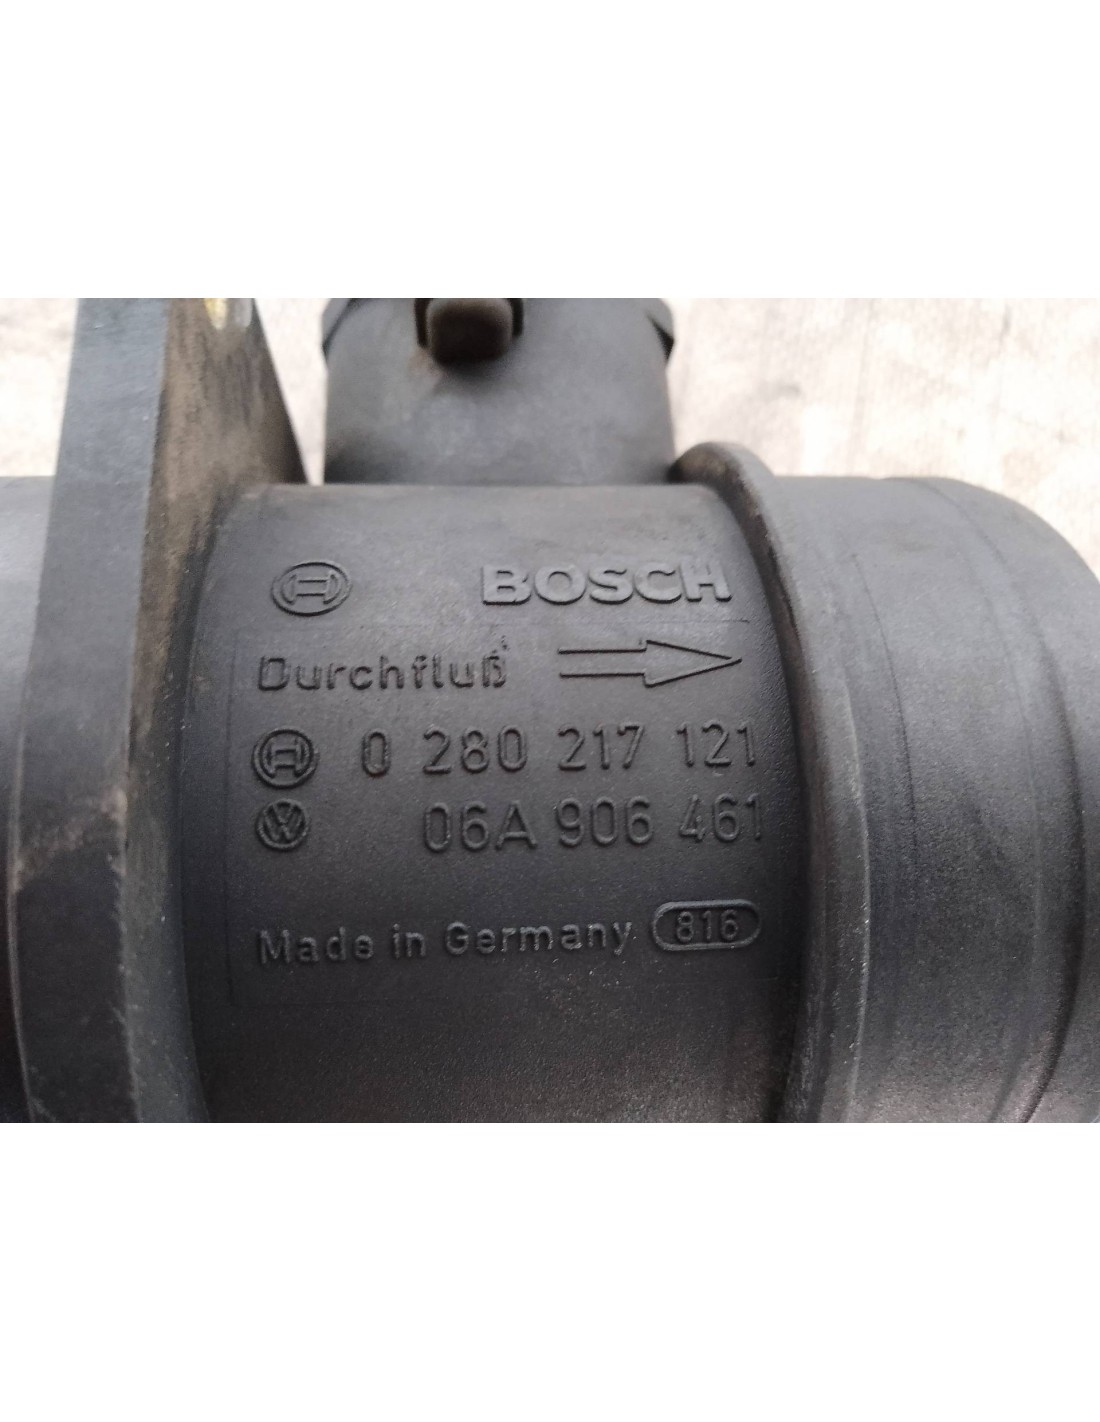 BOSCH
Durchfluß
0 280 217 121
06A 906 461
Made in Germany 816